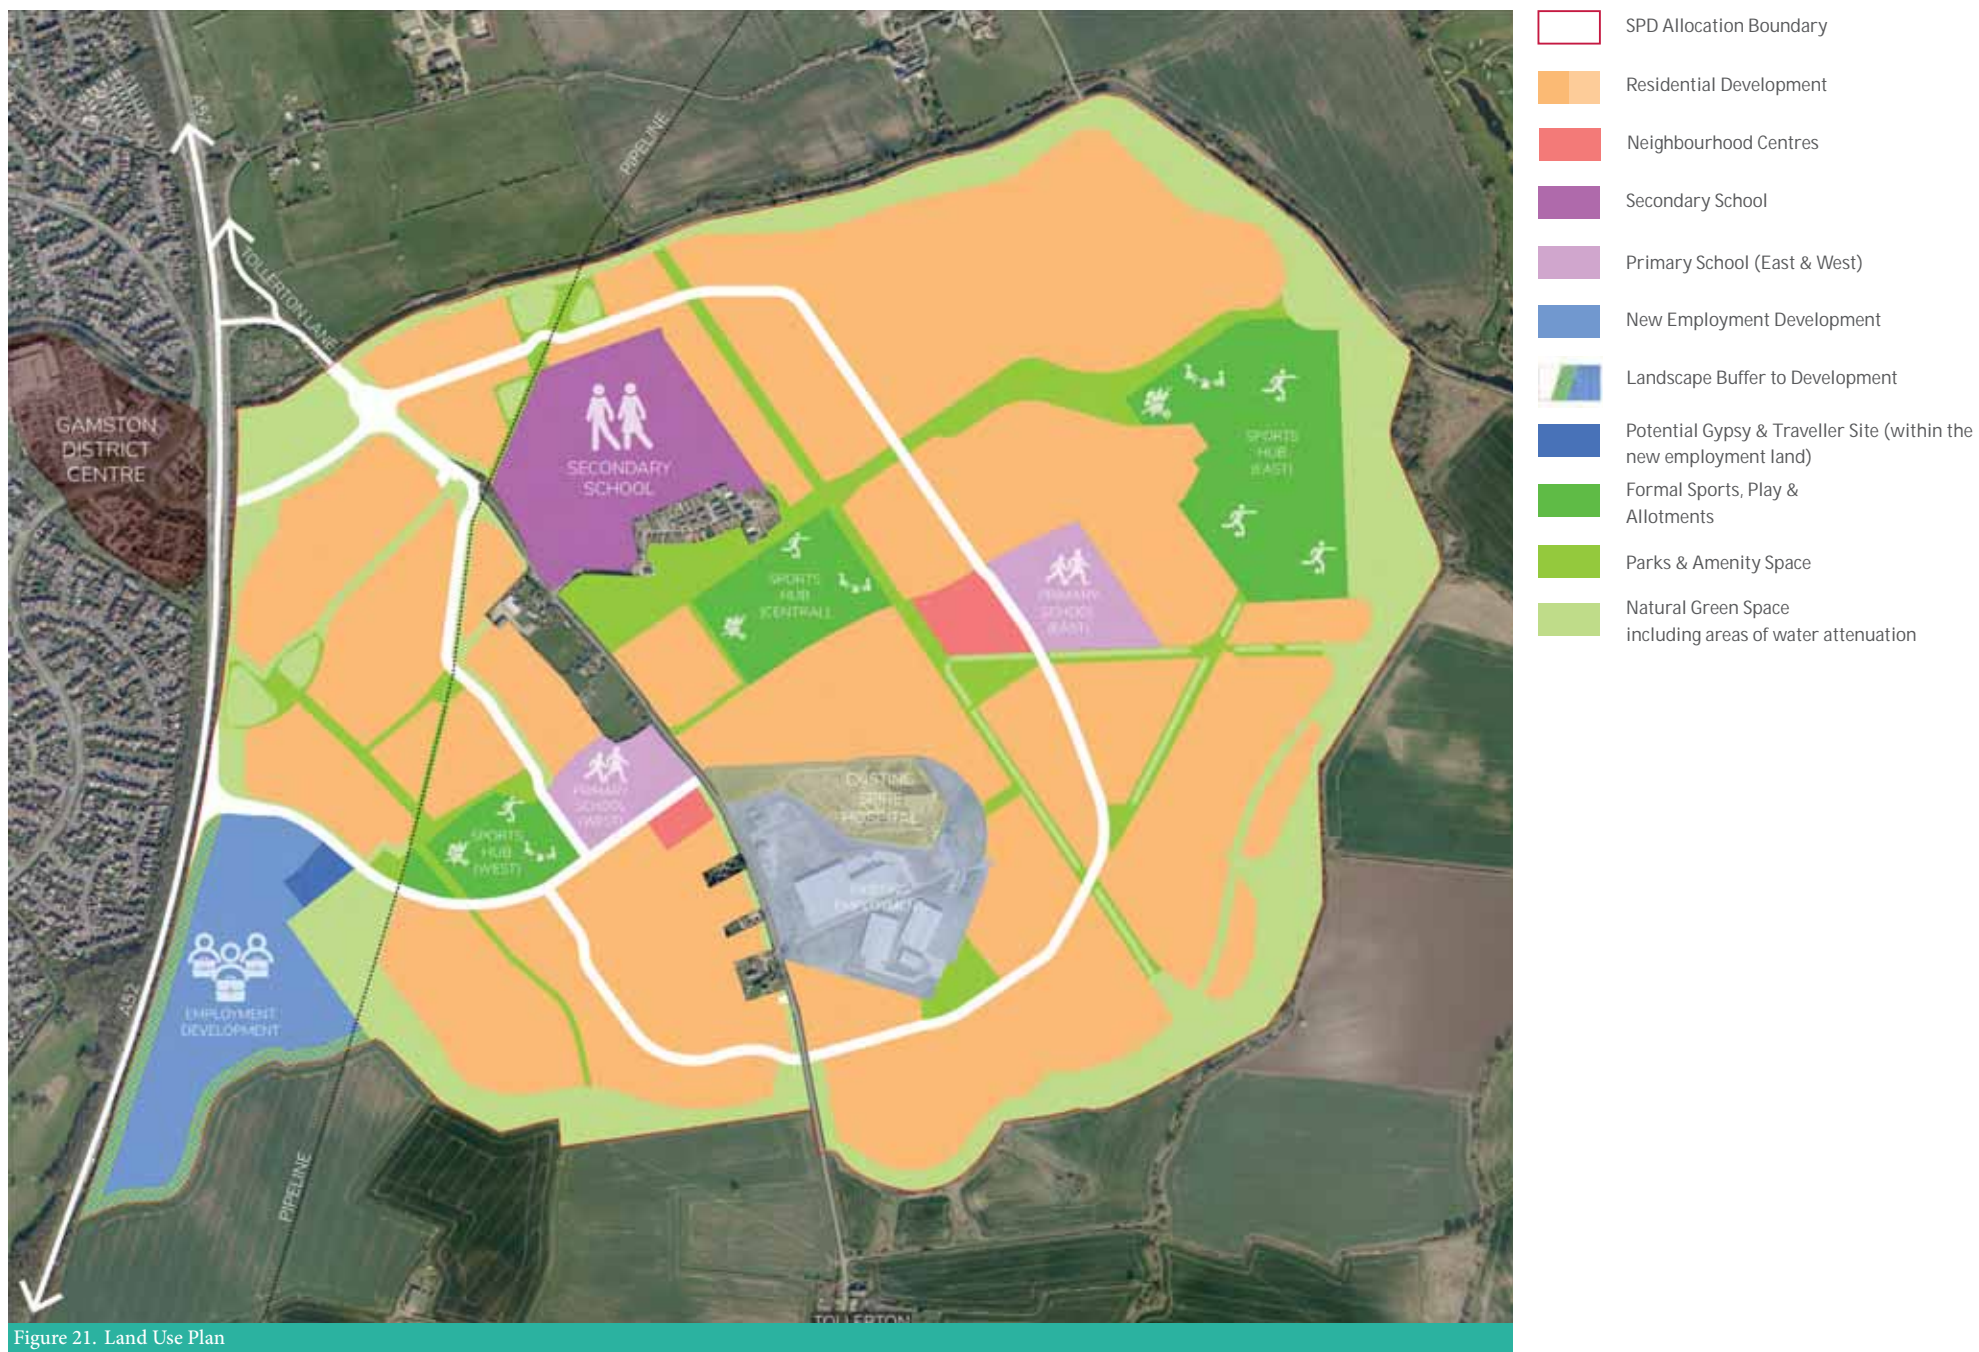 A52
PIPELINE
TOLLERTON LANE
GAMSTON
DISTRICT
CENTRE
SECONDARY
SCHOOL
SPORTS
HUB
(EAST)
SPORTS
HUB
(CENTRAL)
PRIMARY
SCHOOL
(EAST)
PRIMARY
SCHOOL
(WEST)
EXISTING
SPIRE
HOSPITAL
SPORTS
HUB
(WEST)
EXISTING
EMPLOYMENT
EMPLOYMENT
DEVELOPMENT
A52
PIPELINE
TOLLERTON
Figure 21. Land Use Plan
SPD Allocation Boundary
Residential Development
Neighbourhood Centres
Secondary School
Primary School (East & West)
New Employment Development
Landscape Buffer to Development
Potential Gypsy & Traveller Site (within the
new employment land)
Formal Sports, Play &
Allotments
Parks & Amenity Space
Natural Green Space
including areas of water attenuation